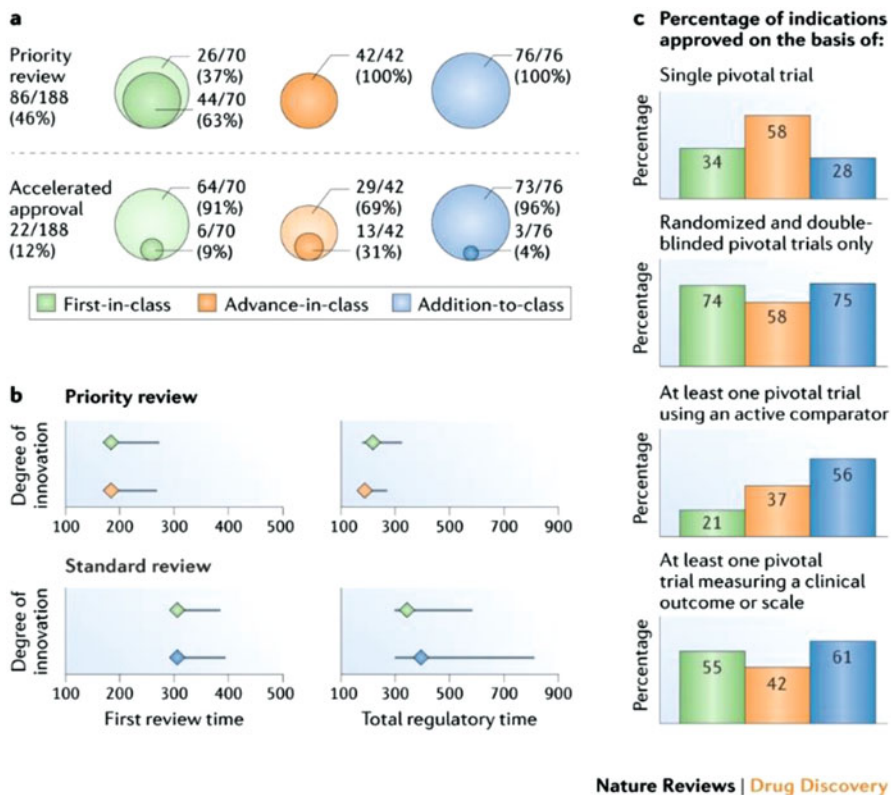 a
Priority
review
86/188
(46%)
26/70
(37%)
44/70
(63%)
42/42
(100%)
76/76
(100%)
Accelerated
approval
22/188
(12%)
64/70
(91%)
6/70
(9%)
29/42
(69%)
13/42
(31%)
73/76
(96%)
3/76
(4%)
First-in-class Advance-in-class Addition-to-class
b
Priority review
Degree of
innovation
100 200 300 400 500
100 300 500 700 900
Standard review
Degree of
innovation
100 200 300 400 500
First review time
100 300 500 700 900
Total regulatory time
c Percentage of indications
approved on the basis of:
Single pivotal trial
Percentage
34 58 28
Randomized and double-
blinded pivotal trials only
Percentage
74 58 75
At least one pivotal trial
using an active comparator
Percentage
21 37 56
At least one pivotal
trial measuring a clinical
outcome or scale
Percentage
55 42 61
Nature Reviews | Drug Discovery